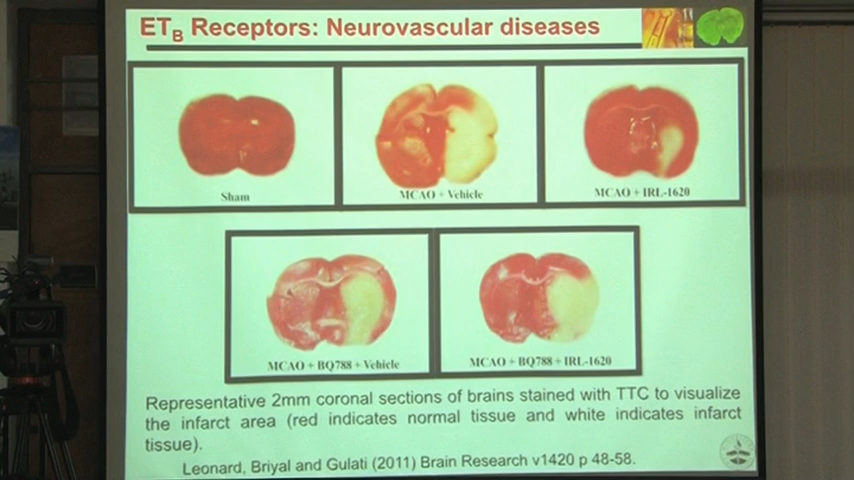 ETB Receptors: Neurovascular diseases
Sham
MCAO + Vehicle
MCAO + IRL-1620
MCAO + BQ788 + Vehicle
MCAO + BQ788 + IRL-1620
Representative 2mm coronal sections of brains stained with TTC to visualize
the infarct area (red indicates normal tissue and white indicates infarct
tissue).
Leonard, Briyal and Gulati (2011) Brain Research v1420 p 48-58.